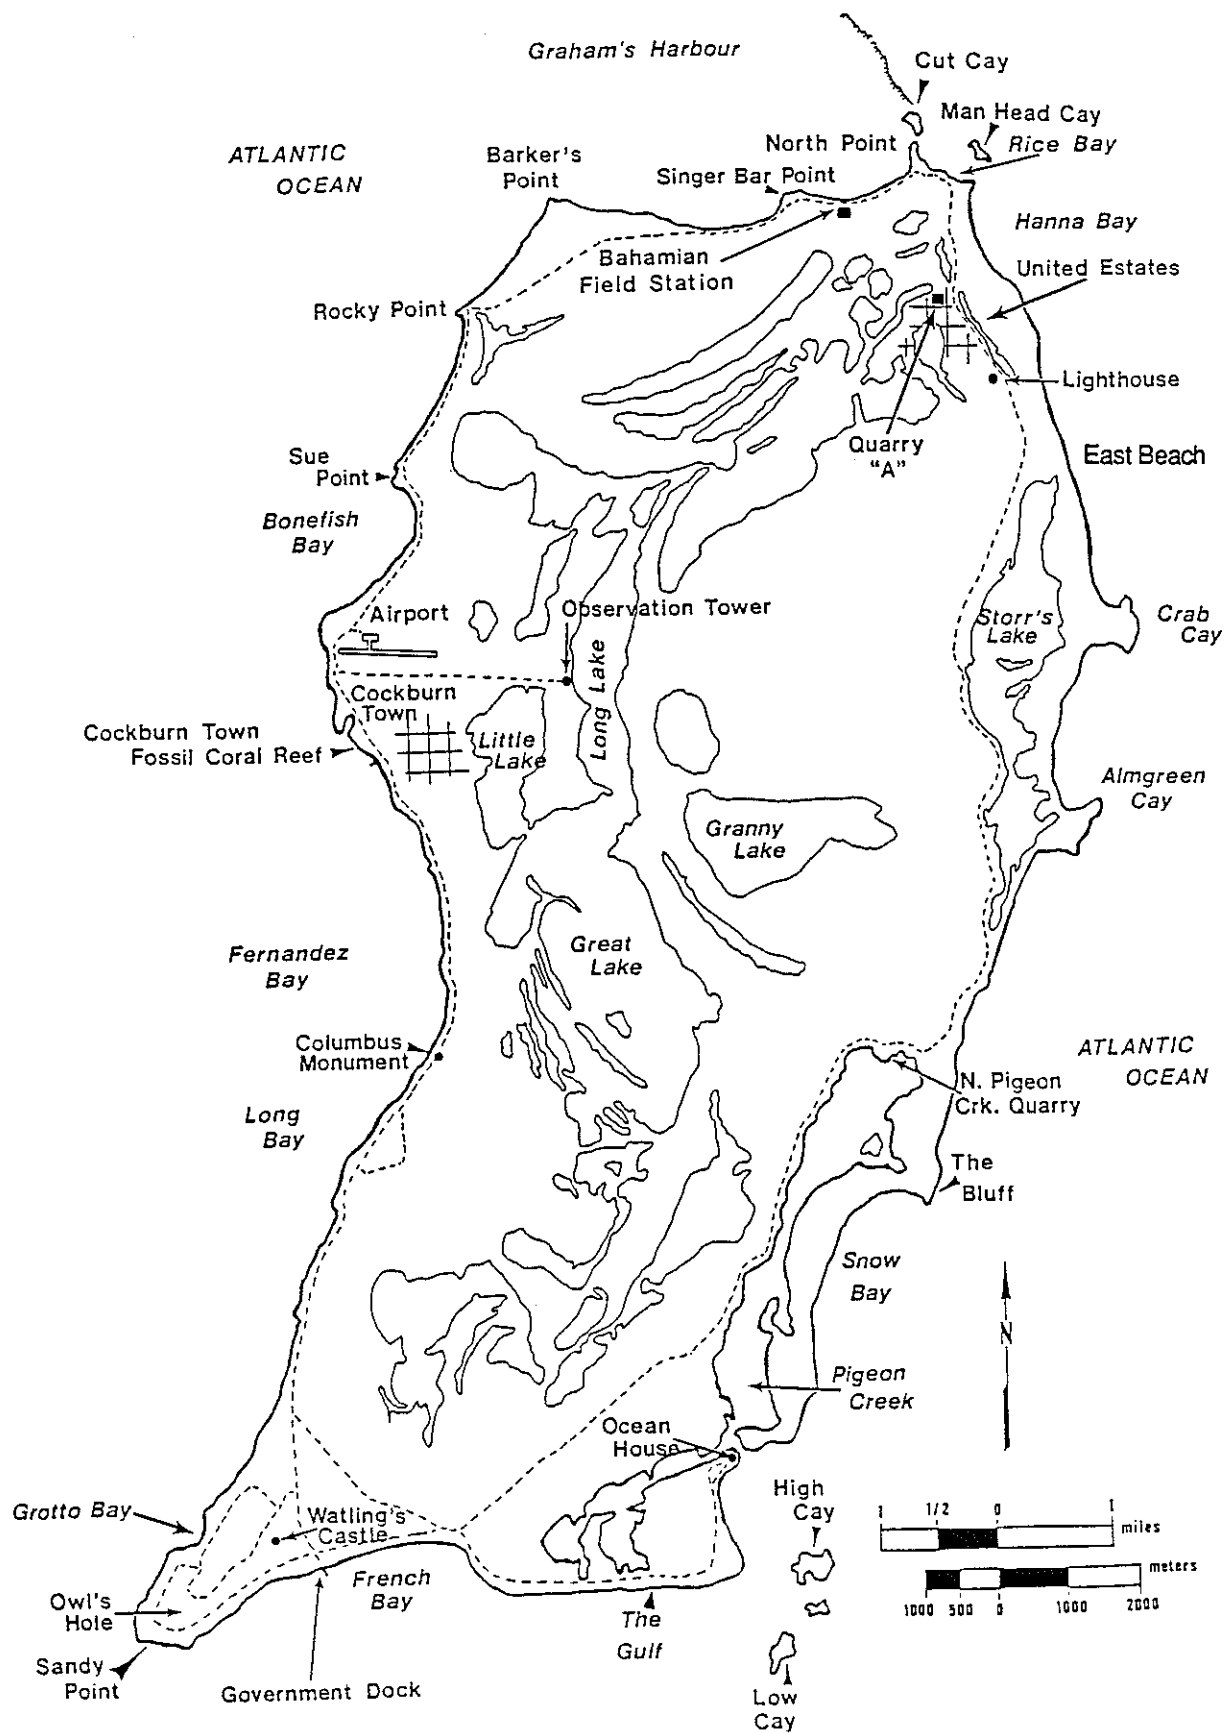 Graham's Harbour
Cut Cay
Man Head Cay
North Point
Rice Bay
ATLANTIC
OCEAN
Barker's
Point
Singer Bar Point
Hanna Bay
Bahamian
Field Station
United Estates
Rocky Point
Lighthouse
Quarry
"A"
East Beach
Sue
Point
Bonefish
Bay
Airport
Observation Tower
Storr's
Lake
Crab
Cay
Long Lake
Cockburn
Town
Cockburn Town
Fossil Coral Reef
Little
Lake
Almgreen
Cay
Granny
Lake
Fernandez
Bay
Great
Lake
Columbus
Monument
ATLANTIC
OCEAN
N. Pigeon
Crk. Quarry
Long
Bay
The
Bluff
Snow
Bay
N
Pigeon
Creek
Ocean
House
High
Cay
Grotto Bay
Watling's
Castle
1 1/2 0 1
miles
meters
1000 500 0 1000 2000
French
Bay
Owl's
Hole
The
Gulf
Sandy
Point
Government Dock
Low
Cay